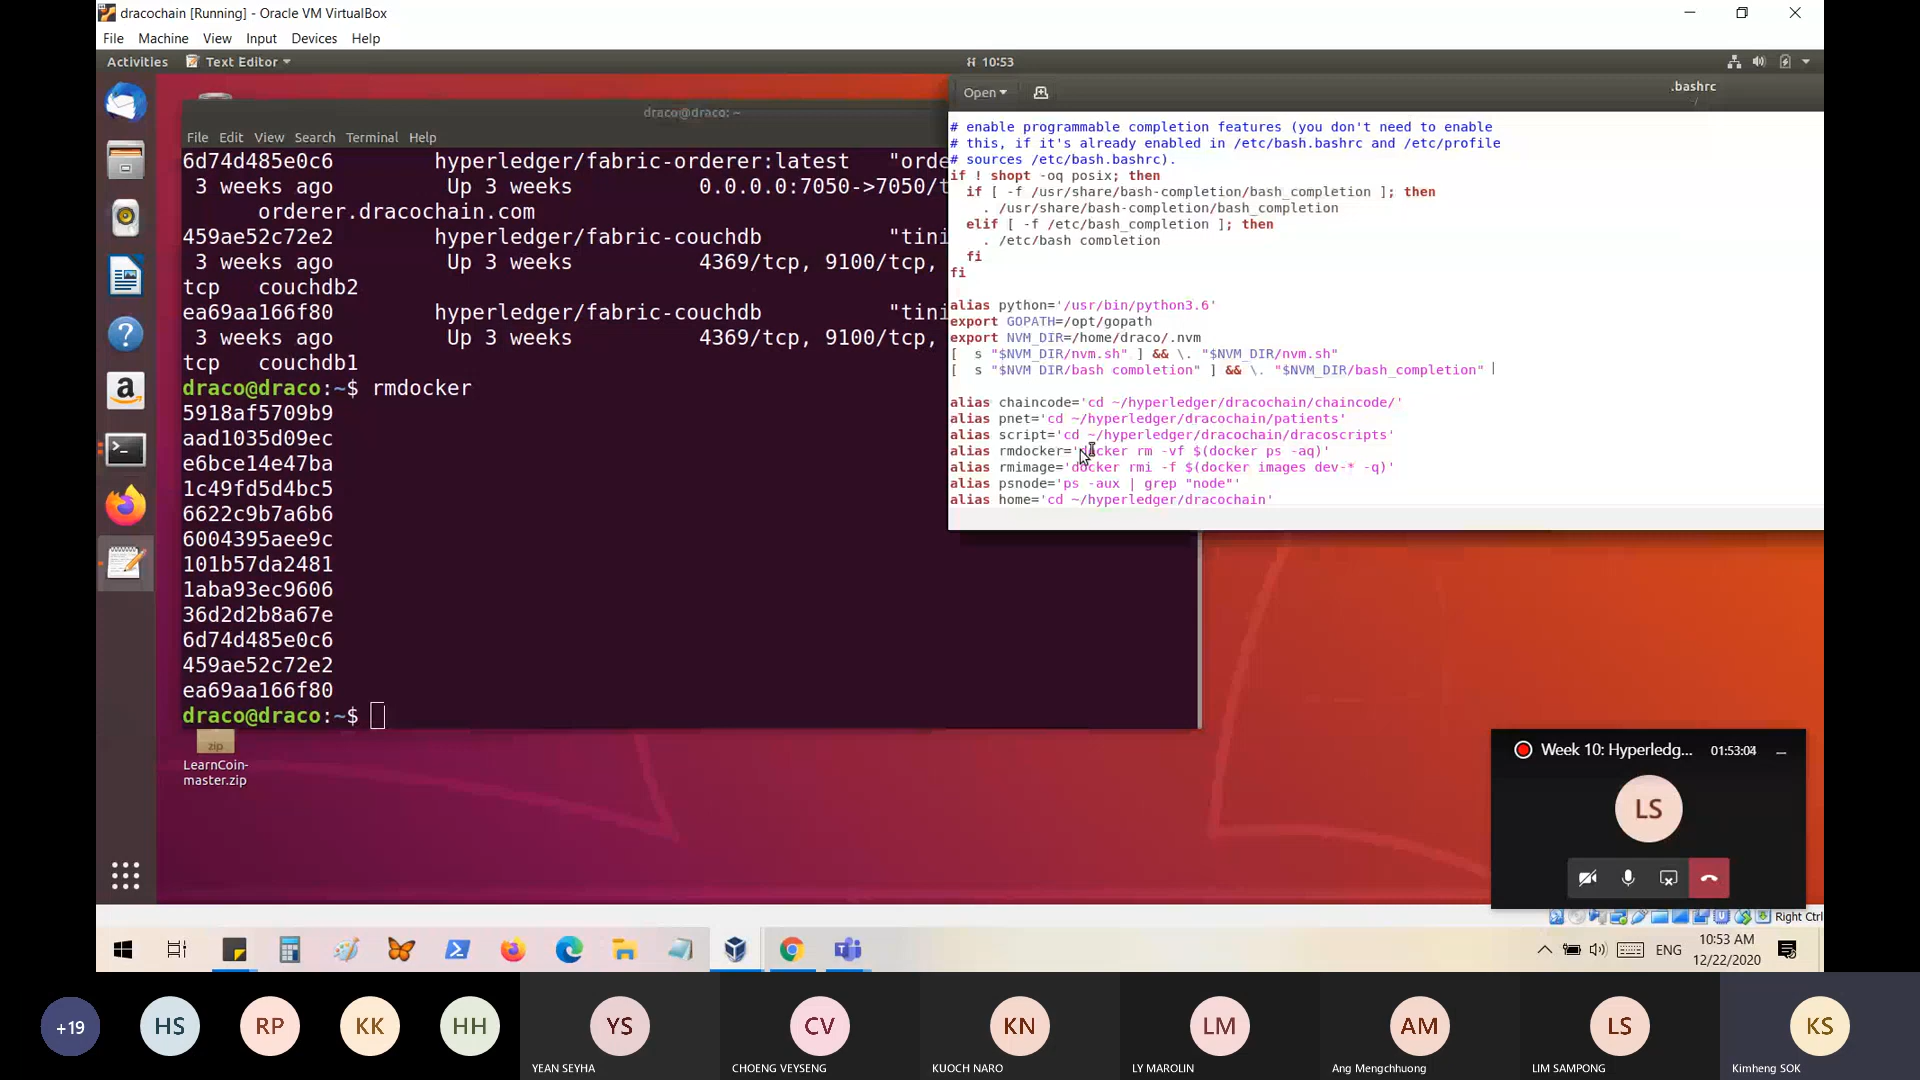 dracochain [Running] - Oracle VM VirtualBox
File Machine View Input Devices Help
Activities Text Editor 10:53
draco@draco: ~
File Edit View Search Terminal Help
6d74d485e0c6 hyperledger/fabric-orderer:latest "orde
3 weeks ago Up 3 weeks 0.0.0.0:7050->7050/t
orderer.dracochain.com
459ae52c72e2 hyperledger/fabric-couchdb "tini
3 weeks ago Up 3 weeks 4369/tcp, 9100/tcp,
tcp couchdb2
ea69aa166f80 hyperledger/fabric-couchdb "tini
3 weeks ago Up 3 weeks 4369/tcp, 9100/tcp,
tcp couchdb1
draco@draco:~$ rmdocker
5918af5709b9
aad1035d09ec
e6bce14e47ba
1c49fd5d4bc5
6622c9b7a6b6
6004395aee9c
101b57da2481
1aba93ec9606
36d2d2b8a67e
6d74d485e0c6
459ae52c72e2
ea69aa166f80
draco@draco:~$
Open .bashrc
# enable programmable completion features (you don't need to enable
# this, if it's already enabled in /etc/bash.bashrc and /etc/profile
# sources /etc/bash.bashrc).
if ! shopt -oq posix; then
if [ -f /usr/share/bash-completion/bash_completion ]; then
. /usr/share/bash-completion/bash_completion
elif [ -f /etc/bash_completion ]; then
. /etc/bash completion
fi
fi
alias python='/usr/bin/python3.6'
export GOPATH=/opt/gopath
export NVM_DIR=/home/draco/.nvm
[ s "$NVM_DIR/nvm.sh" ] && \. "$NVM_DIR/nvm.sh"
[ s "$NVM DIR/bash completion" ] && \. "$NVM_DIR/bash_completion"
alias chaincode='cd ~/hyperledger/dracochain/chaincode/'
alias pnet='cd ~/hyperledger/dracochain/patients'
alias script='cd ~/hyperledger/dracochain/dracoscripts'
alias rmdocker='docker rm -vf $(docker ps -aq)'
alias rmimage='docker rmi -f $(docker images dev-* -q)'
alias psnode='ps -aux | grep "node"'
alias home='cd ~/hyperledger/dracochain'
zip
LearnCoin-
master.zip
Week 10: Hyperledg... 01:53:04
LS
Right Ctrl
ENG
10:53 AM
12/22/2020
+19 HS RP KK HH YS CV KN LM AM LS KS
YEAN SEYHA CHOENG VEYSENG KUOCH NARO LY MAROLIN Ang Mengchhuong LIM SAMPONG Kimheng SOK